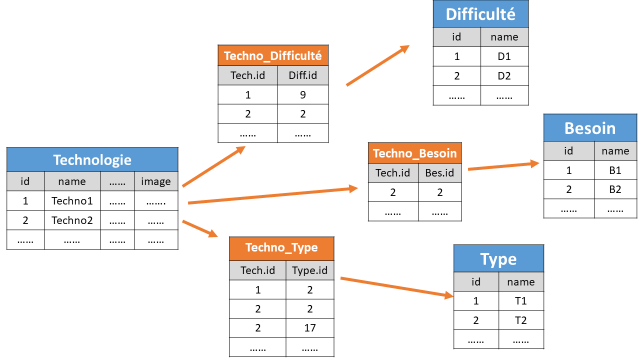 Difficulté
id name
1 D1
2 D2
...... ......
Techno_Difficulté
Tech.id Diff.id
1 9
2 2
...... ......
Technologie
id name ...... image
1 Techno1 ...... .......
2 Techno2 ...... ......
...... ...... ...... ......
Techno_Besoin
Tech.id Bes.id
2 2
...... ......
Besoin
id name
1 B1
2 B2
...... ......
Techno_Type
Tech.id Type.id
1 2
2 2
2 17
...... ......
Type
id name
1 T1
2 T2
...... ......